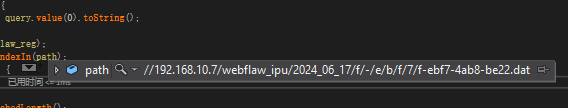 {
query.value(0).toString();
law_reg);
ndexIn(path);
{
path //192.168.10.7/webflaw_ipu/2024_06_17/f/-/e/b/f/7/f-ebf7-4ab8-be22.dat
已用时间 <= 1ms
chedLength();